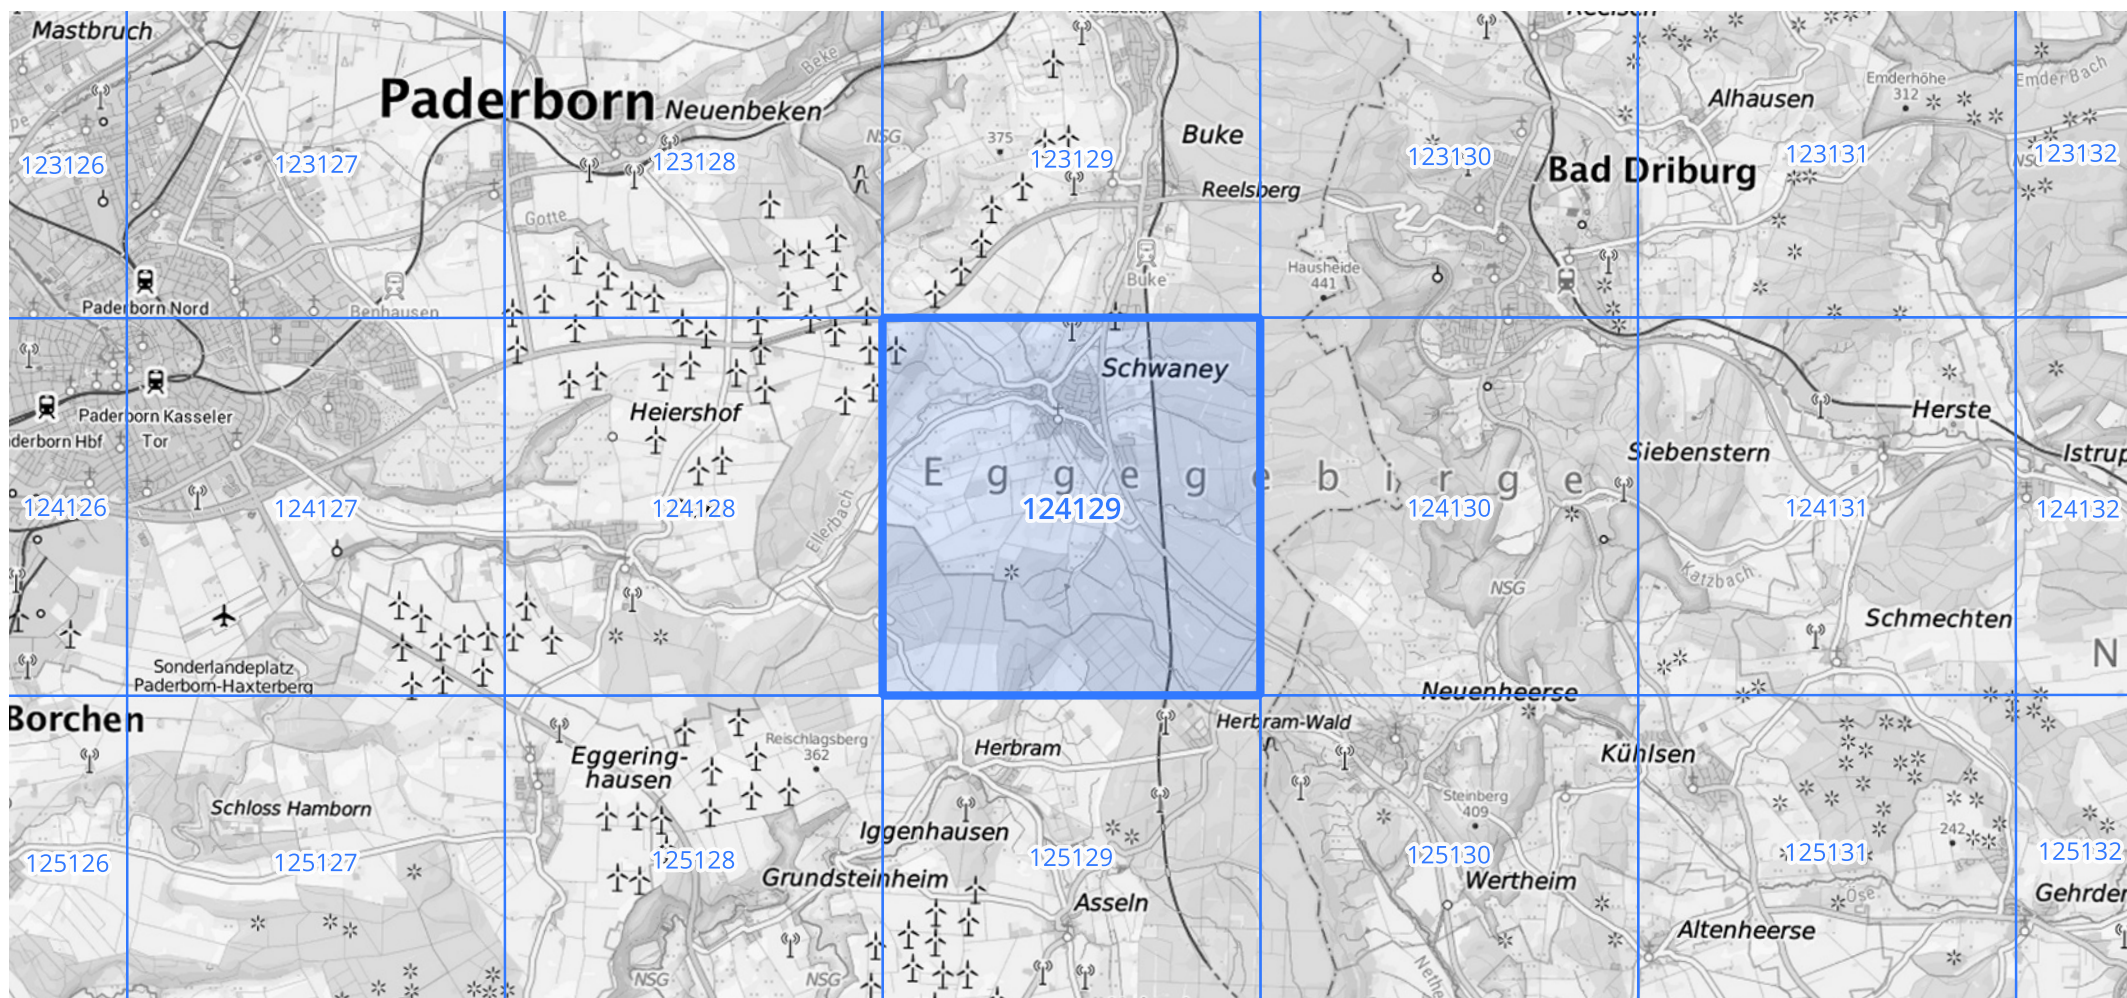 Mastbruch
Paderborn
Neuenbeken
Beke
NSG
375
Buke
Reelsberg
Alhausen
Emderhöhe
312
Emder Bach
Bad Driburg
123126
123127
123128
123129
123130
123131
123132
Gotte
Buke
Hausheide
441
Paderborn Nord
Benhausen
Schwaney
Paderborn Kasseler
Tor
derborn Hbf
Heiershof
Herste
Siebenstern
Istrup
Eggegebirge
124126
124127
124128
124129
124130
124131
124132
Ellerbach
NSG
Katzbach
Schmechten
N
Sonderlandeplatz
Paderborn-Haxterberg
Neuenheerse
Borchen
Herbram-Wald
Eggering-
hausen
Reischlagsberg
362
Herbram
Kühlsen
Schloss Hamborn
Iggenhausen
Steinberg
409
242
125126
125127
125128
125129
125130
125131
125132
Grundsteinheim
Wertheim
Asseln
Öse
Gehrden
Altenheerse
NSG
NSG
Nethe